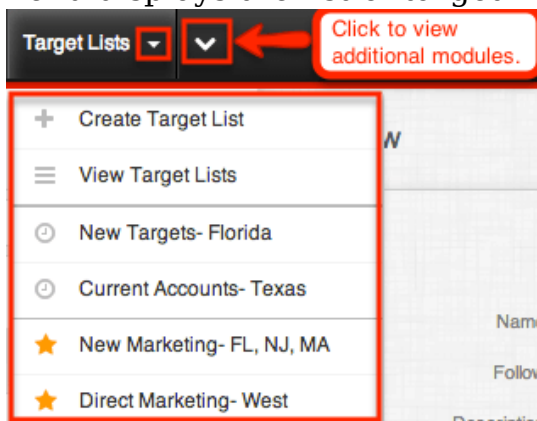 Target Lists
Click to view
additional modules.
Create Target List
View Target Lists
New Targets- Florida
Current Accounts- Texas
New Marketing- FL, NJ, MA
Direct Marketing- West
Name
Follow